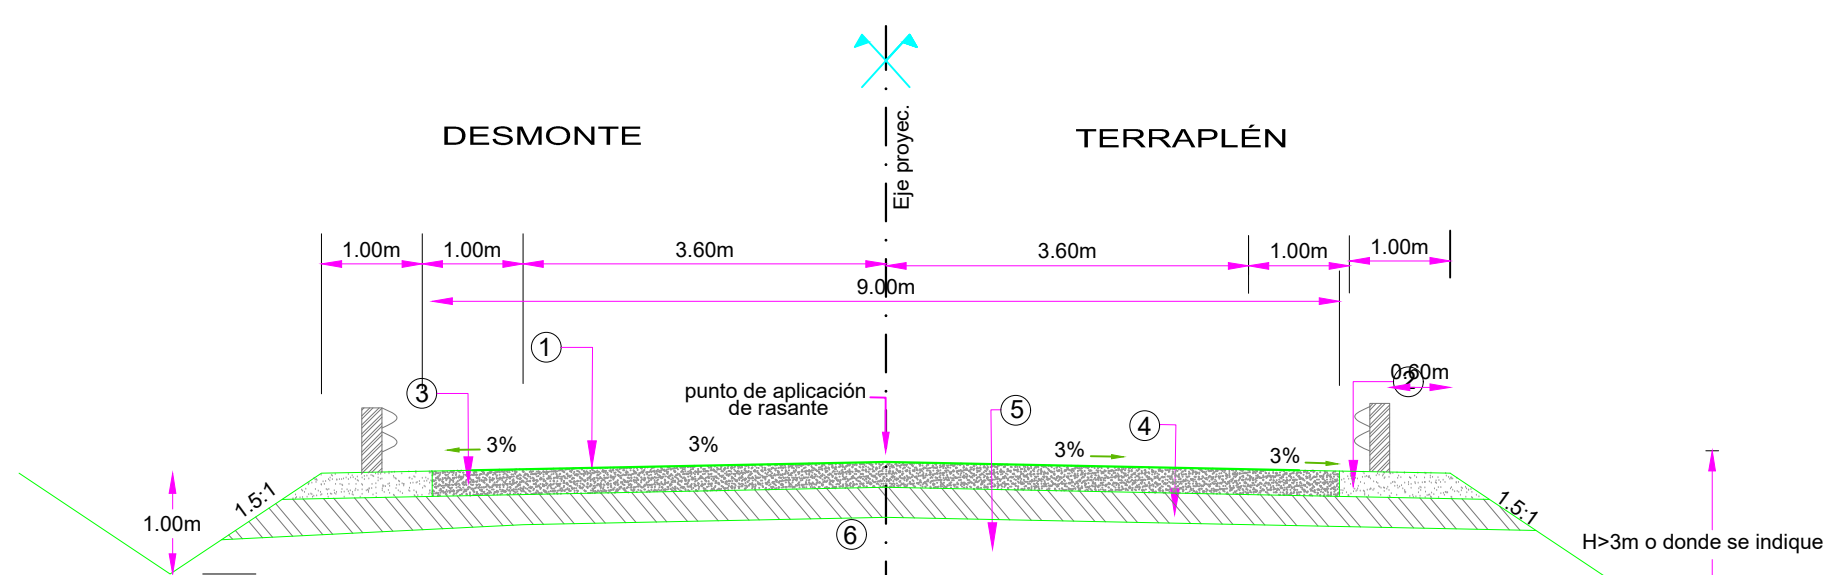 Eje proyec.
DESMONTE
TERRAPLÉN
1.00m
1.00m
3.60m
3.60m
1.00m
1.00m
9.00m
1
3
punto de aplicación
de rasante
5
4
0.60m
2
3%
3%
3%
3%
1.5:1
1.5:1
1.00m
6
H>3m o donde se indique